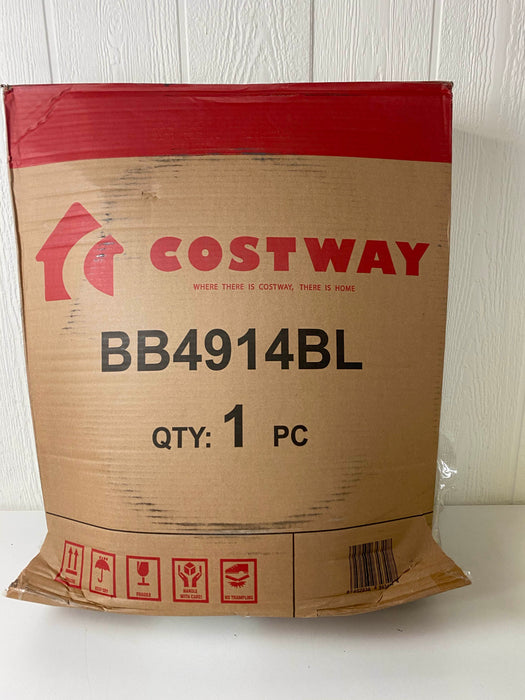 COSTWAY
WHERE THERE IS COSTWAY, THERE IS HOME
BB4914BL
QTY: 1 PC
FRAGILE
HANDLE WITH CARE!
NO TRAMPLING